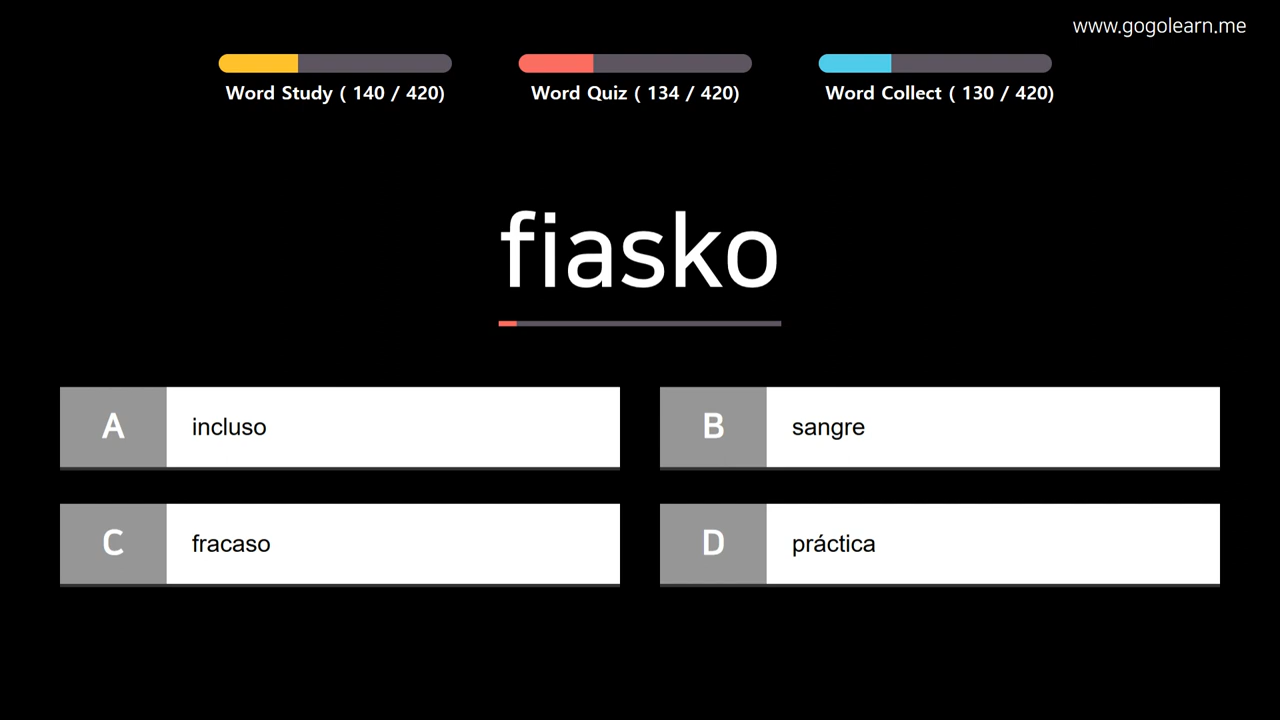 www.gogolearn.me
Word Study ( 140 / 420)
Word Quiz ( 134 / 420)
Word Collect ( 130 / 420)
fiasko
A incluso
B sangre
C fracaso
D práctica